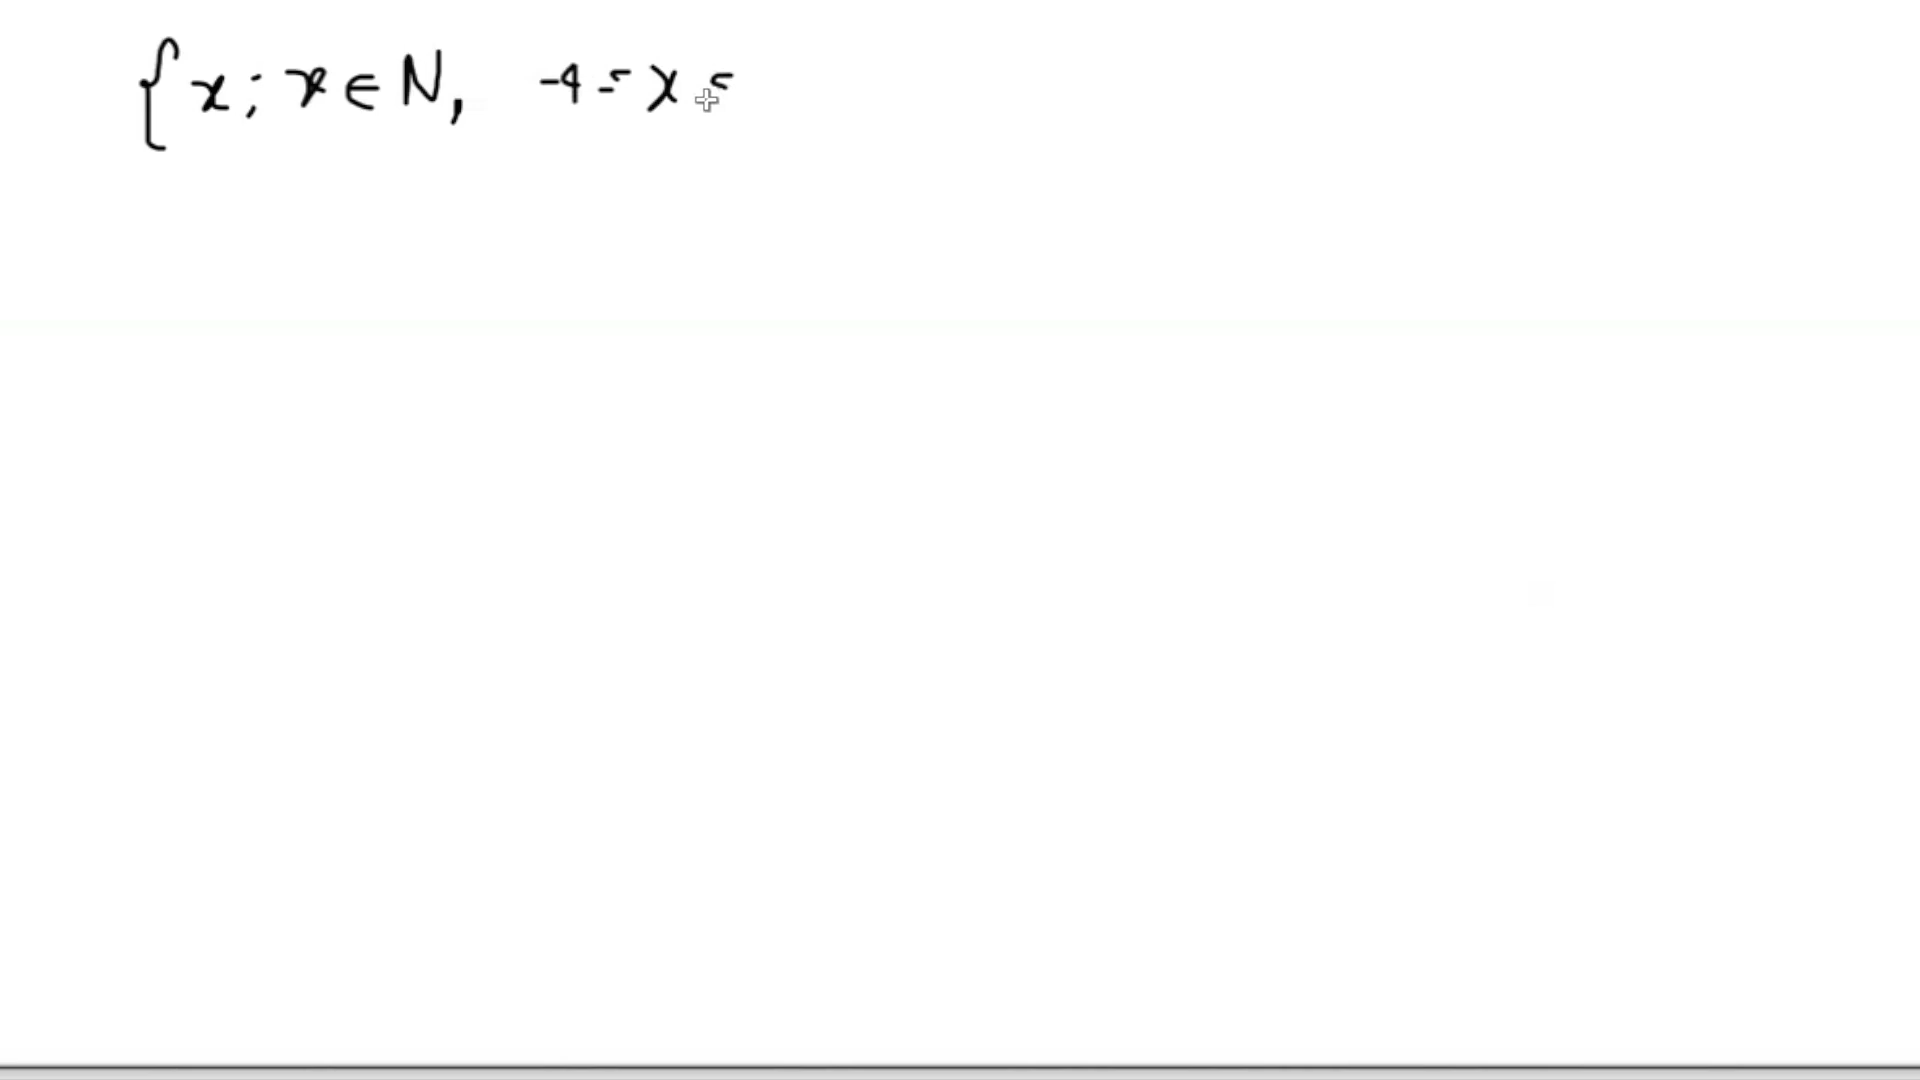 {x; x ∈ N, -4 ≤ x ≤